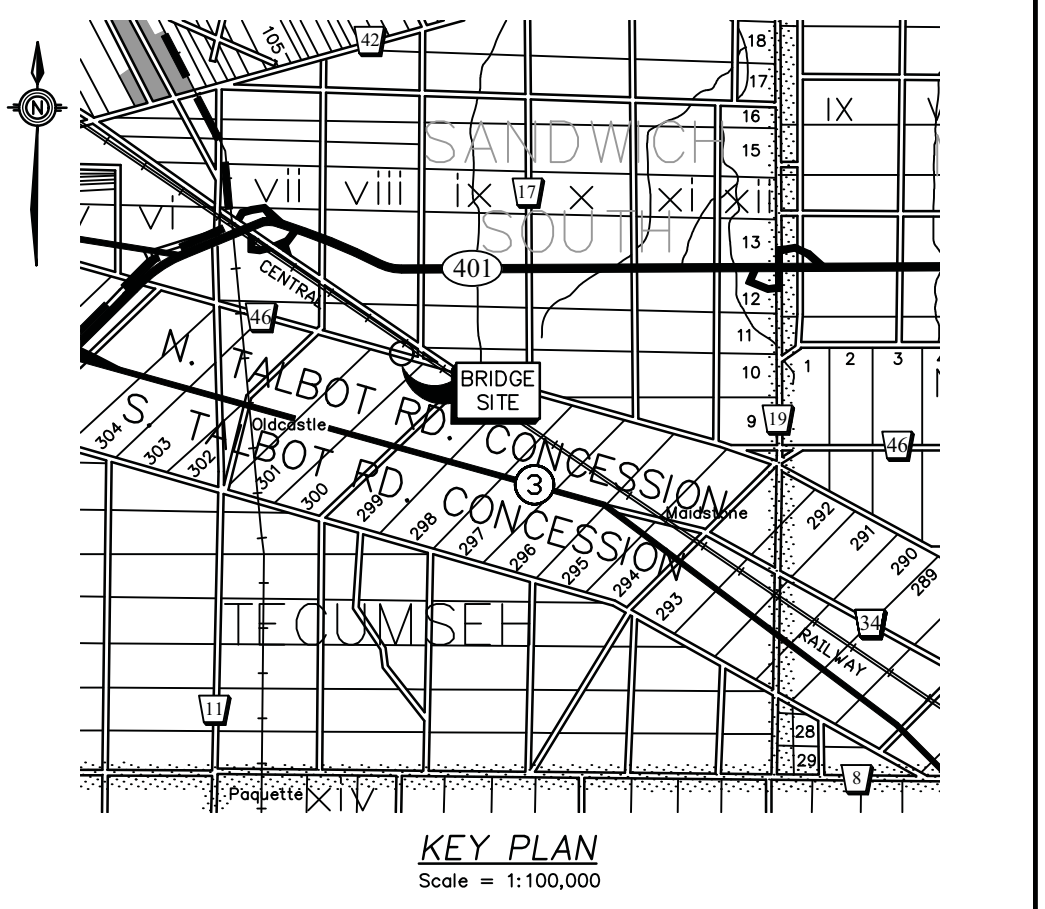 105
42
18
17
16
IX
SANDWICH
15
N
vi
vii
viii
ix
17
x
xi
xii
SOUTH
13
401
CENTRAL
12
46
11
N. TALBOT RD. CONCESSION
10
1
2
3
BRIDGE
SITE
9
19
46
S. TALBOT RD. CONCESSION
Oldcastle
304
303
302
301
300
299
298
297
296
295
294
293
3
Maidstone
292
291
290
289
TECUMSEH
34
RAILWAY
11
28
29
8
Paquette
XIV
KEY PLAN
Scale = 1:100,000